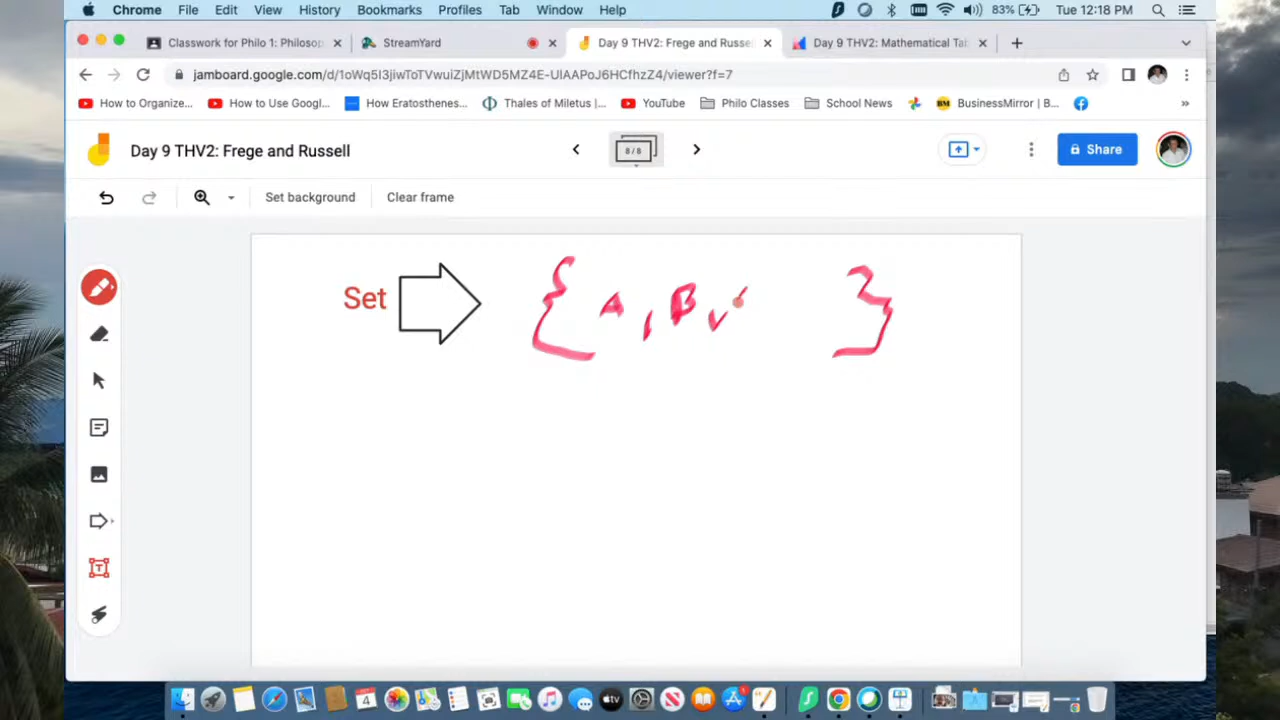 Chrome File Edit View History Bookmarks Profiles Tab Window Help 83% Tue 12:18 PM
Classwork for Philo 1: Philosop StreamYard Day 9 THV2: Frege and Russe Day 9 THV2: Mathematical Tab
jamboard.google.com/d/1oWq5I3jiwToTVwuiZjMtWD5MZ4E-UIAAPoJ6HCfhzZ4/viewer?f=7
How to Organize... How to Use Googl... How Eratosthenes... Thales of Miletus |... YouTube Philo Classes School News BM BusinessMirror | B... »
Day 9 THV2: Frege and Russell 8 / 8 Share
Set background Clear frame
Set { A, B, }
T